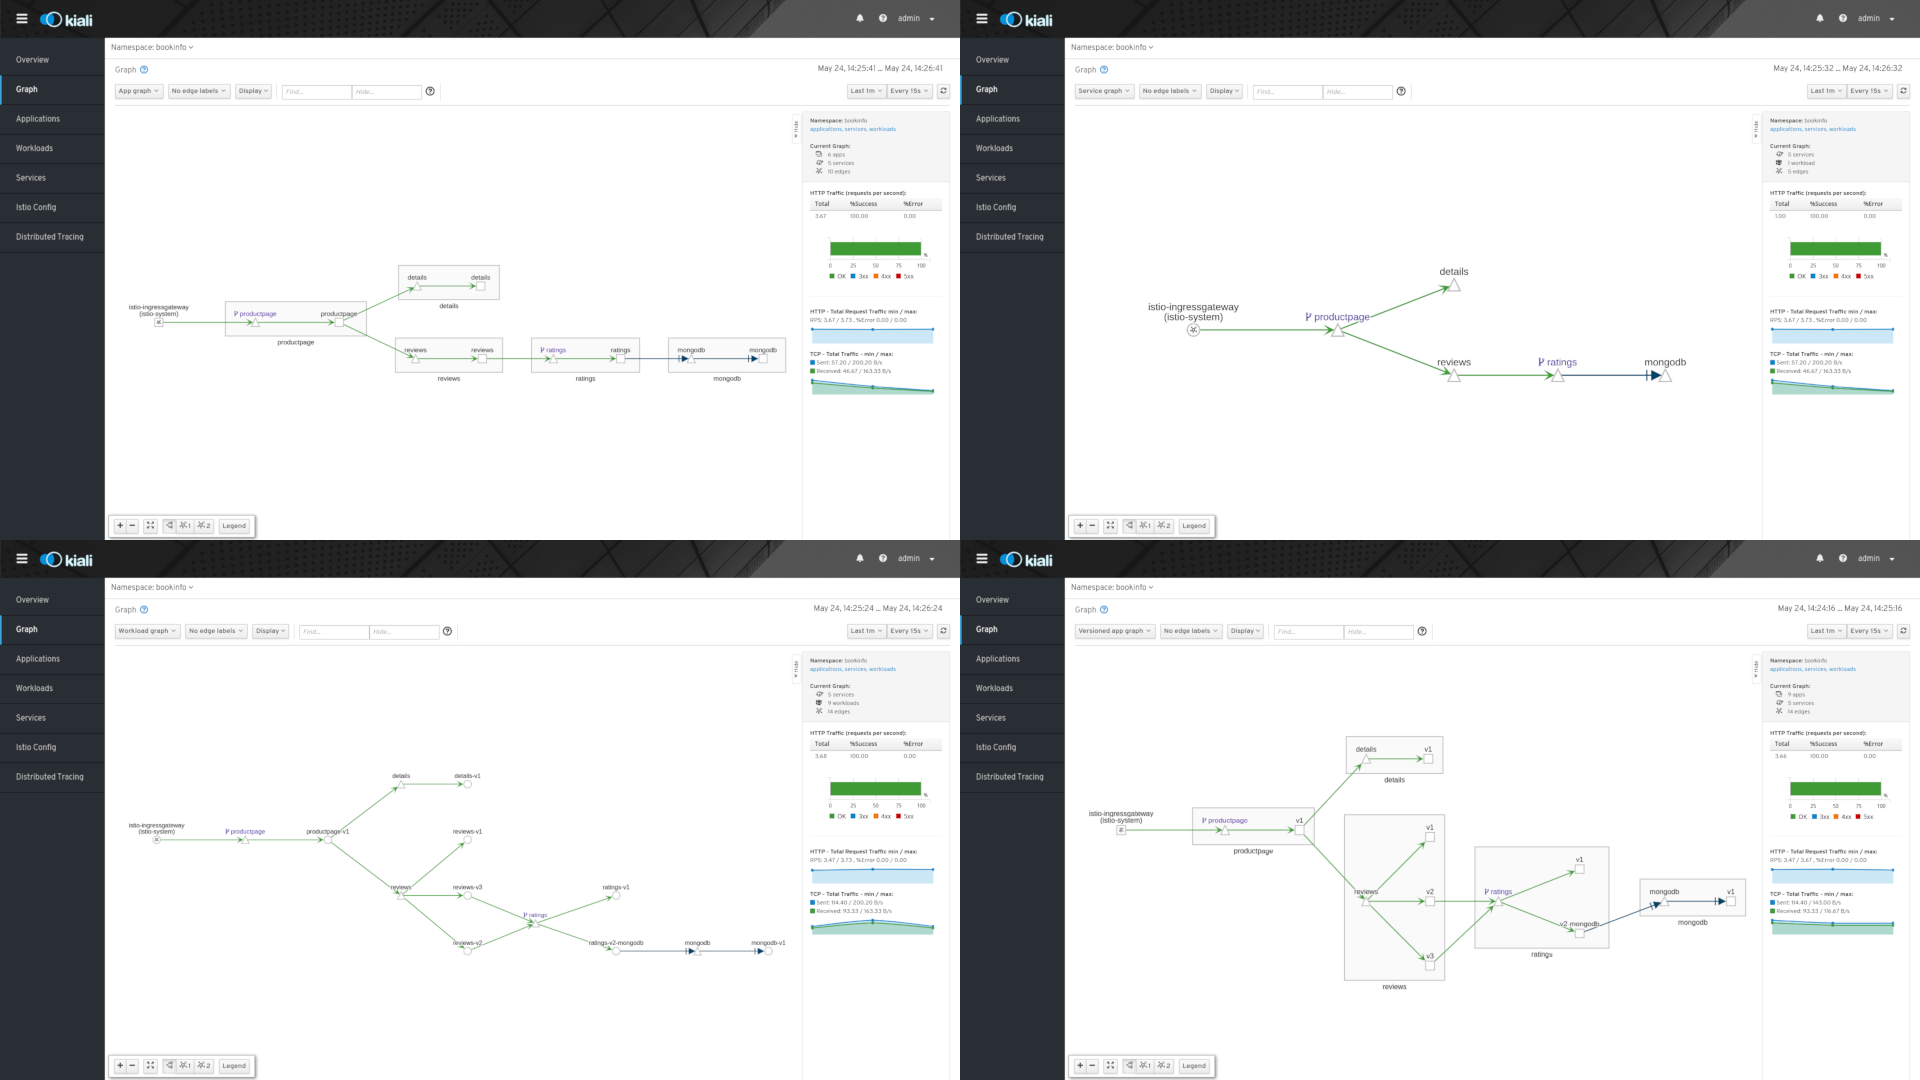 kiali
admin
Namespace: bookinfo
Overview
Graph
Applications
Workloads
Services
Istio Config
Distributed Tracing
Graph
May 24, 14:25:41 ... May 24, 14:26:41
App graph
No edge labels
Display
Find...
Hide...
Last 1m
Every 15s
Hide
Namespace: bookinfo
applications, services, workloads
Current Graph:
6 apps
5 services
10 edges
HTTP Traffic (requests per second):
Total %Success %Error
3.67 100.00 0.00
%
0 25 50 75 100
OK 3xx 4xx 5xx
HTTP - Total Request Traffic min / max:
RPS: 3.67 / 3.73 , %Error 0.00 / 0.00
TCP - Total Traffic - min / max:
Sent: 57.20 / 200.20 B/s
Received: 46.67 / 163.33 B/s
details details
details
istio-ingressgateway
(istio-system)
productpage productpage
productpage
reviews reviews
reviews
ratings ratings
ratings
mongodb mongodb
mongodb
1
2
Legend
kiali
admin
Namespace: bookinfo
Overview
Graph
Applications
Workloads
Services
Istio Config
Distributed Tracing
Graph
May 24, 14:25:32 ... May 24, 14:26:32
Service graph
No edge labels
Display
Find...
Hide...
Last 1m
Every 15s
Hide
Namespace: bookinfo
applications, services, workloads
Current Graph:
5 services
1 workload
5 edges
HTTP Traffic (requests per second):
Total %Success %Error
1.00 100.00 0.00
%
0 25 50 75 100
OK 3xx 4xx 5xx
HTTP - Total Request Traffic min / max:
RPS: 3.67 / 3.73 , %Error 0.00 / 0.00
TCP - Total Traffic - min / max:
Sent: 57.20 / 200.20 B/s
Received: 46.67 / 163.33 B/s
details
istio-ingressgateway
(istio-system)
productpage
reviews
ratings
mongodb
1
2
Legend
kiali
admin
Namespace: bookinfo
Overview
Graph
Applications
Workloads
Services
Istio Config
Distributed Tracing
Graph
May 24, 14:25:24 ... May 24, 14:26:24
Workload graph
No edge labels
Display
Find...
Hide...
Last 1m
Every 15s
Hide
Namespace: bookinfo
applications, services, workloads
Current Graph:
5 services
9 workloads
14 edges
HTTP Traffic (requests per second):
Total %Success %Error
3.68 100.00 0.00
%
0 25 50 75 100
OK 3xx 4xx 5xx
HTTP - Total Request Traffic min / max:
RPS: 3.47 / 3.73 , %Error 0.00 / 0.00
TCP - Total Traffic - min / max:
Sent: 114.40 / 200.20 B/s
Received: 93.33 / 163.33 B/s
details details-v1
istio-ingressgateway
(istio-system)
productpage productpage-v1
reviews-v1
reviews reviews-v3
ratings-v1
ratings
reviews-v2
ratings-v2-mongodb
mongodb mongodb-v1
1
2
Legend
kiali
admin
Namespace: bookinfo
Overview
Graph
Applications
Workloads
Services
Istio Config
Distributed Tracing
Graph
May 24, 14:24:16 ... May 24, 14:25:16
Versioned app graph
No edge labels
Display
Find...
Hide...
Last 1m
Every 15s
Hide
Namespace: bookinfo
applications, services, workloads
Current Graph:
9 apps
5 services
14 edges
HTTP Traffic (requests per second):
Total %Success %Error
3.66 100.00 0.00
%
0 25 50 75 100
OK 3xx 4xx 5xx
HTTP - Total Request Traffic min / max:
RPS: 3.47 / 3.67 , %Error 0.00 / 0.00
TCP - Total Traffic - min / max:
Sent: 114.40 / 143.00 B/s
Received: 93.33 / 116.67 B/s
details v1
details
istio-ingressgateway
(istio-system)
productpage v1
productpage
v1
reviews v2
v3
reviews
v1
ratings
v2 mongodb
ratings
mongodb v1
mongodb
1
2
Legend